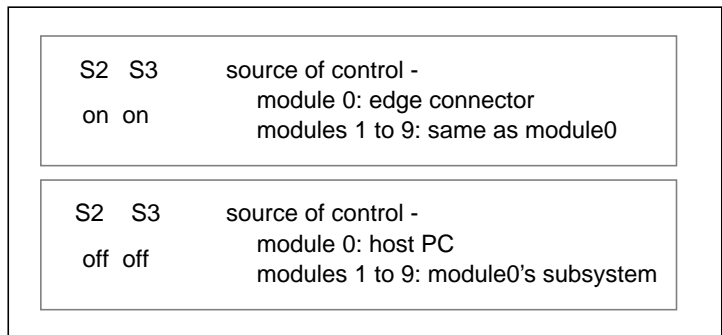 S2 S3 source of control -
on on module 0: edge connector
modules 1 to 9: same as module0
S2 S3 source of control -
off off module 0: host PC
modules 1 to 9: module0's subsystem